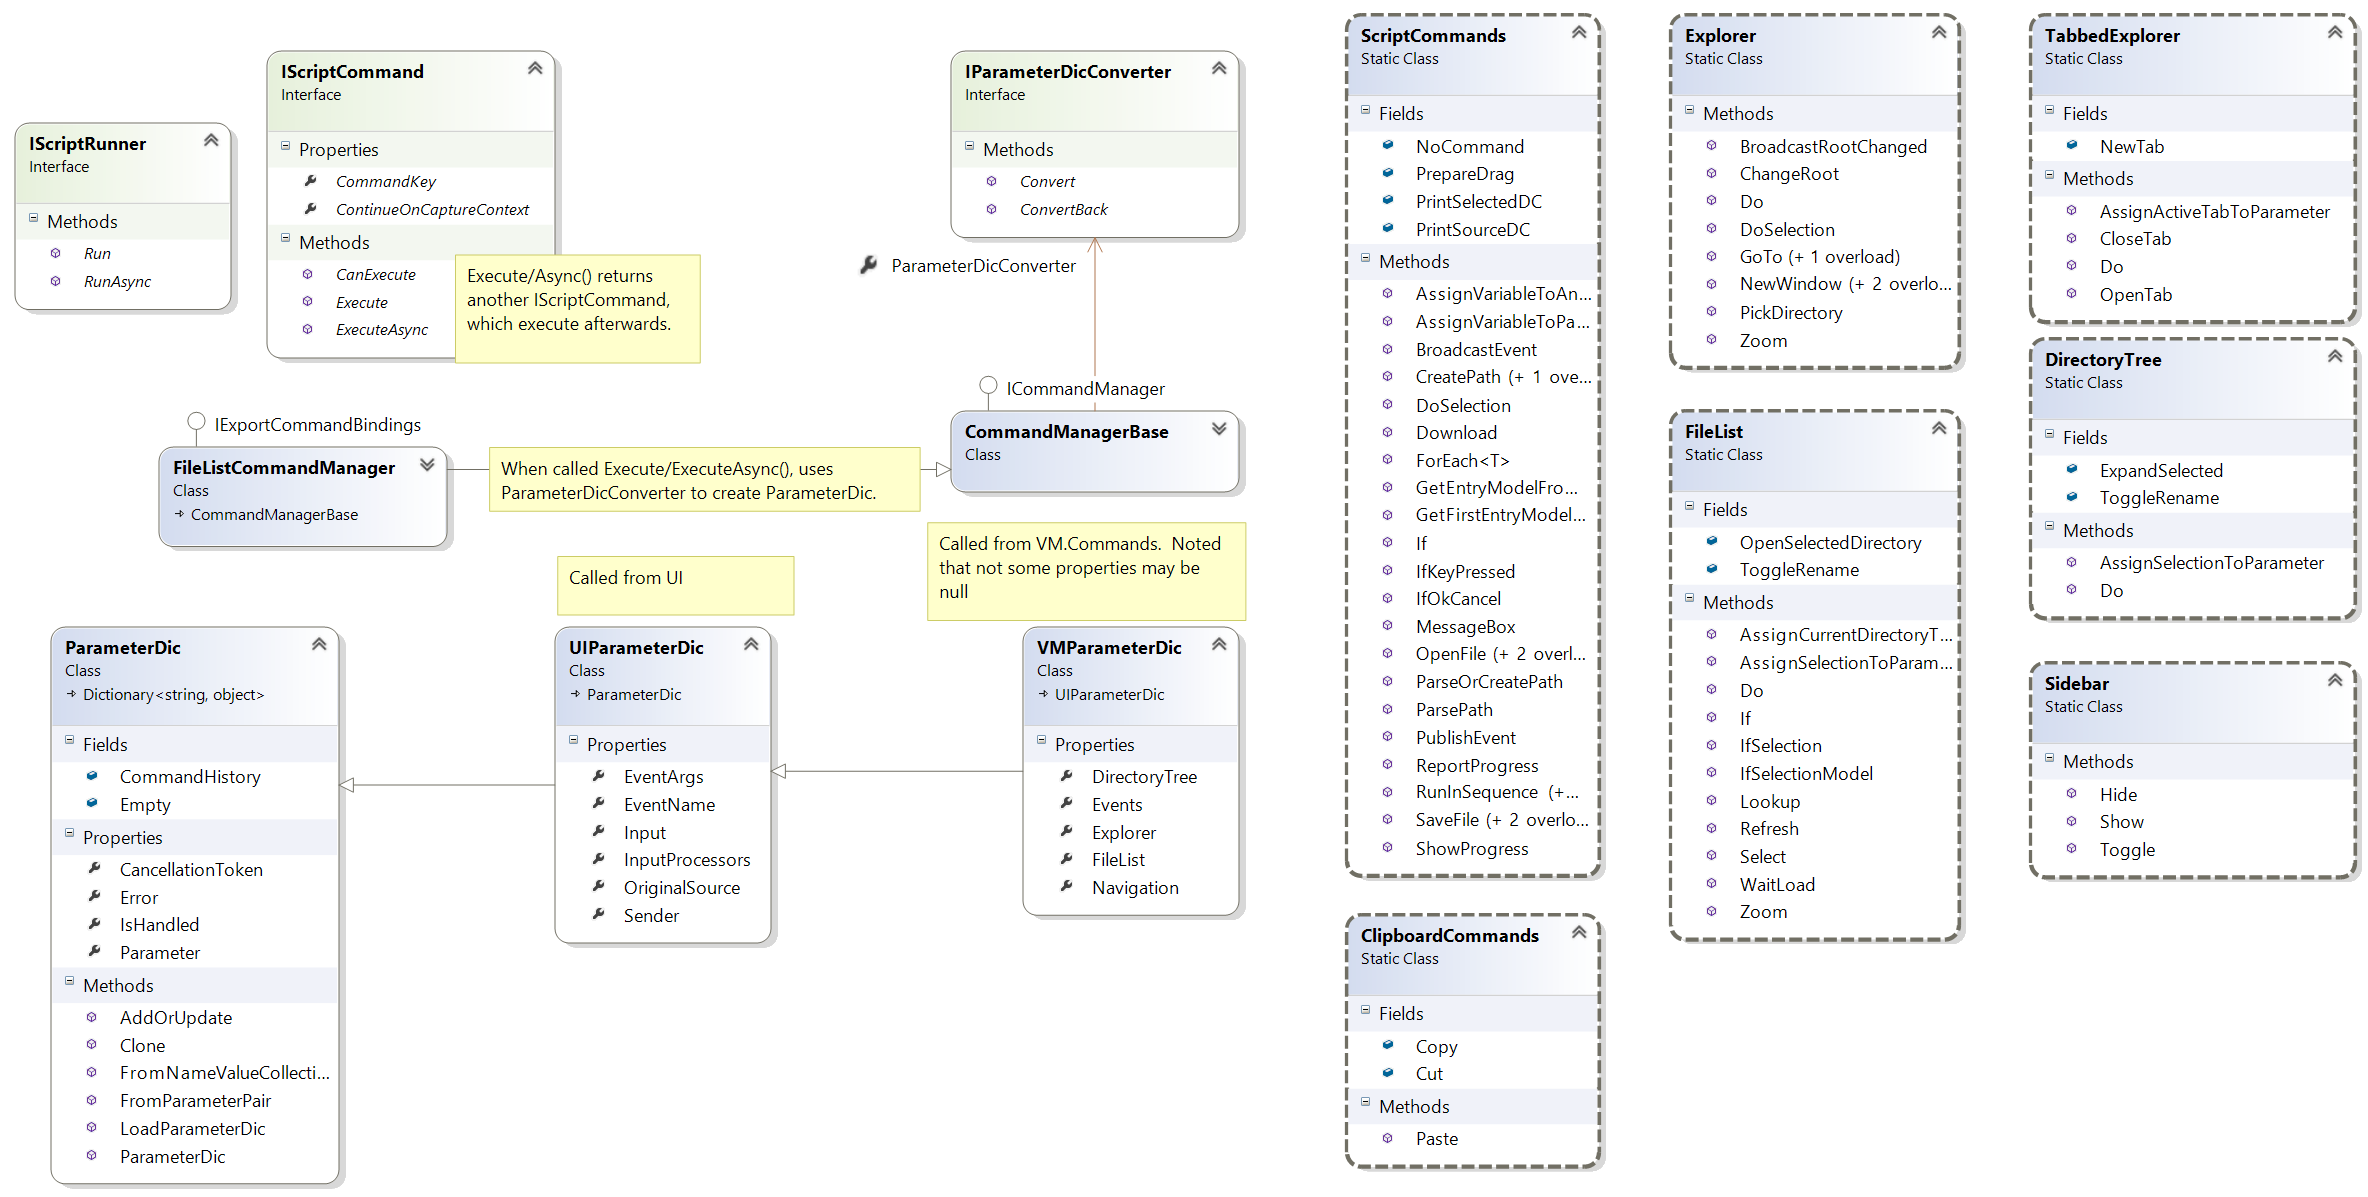 IScriptRunner
Interface
Methods
Run
RunAsync
IScriptCommand
Interface
Properties
CommandKey
ContinueOnCaptureContext
Methods
CanExecute
Execute
ExecuteAsync
Execute/Async() returns
another IScriptCommand,
which execute afterwards.
IParameterDicConverter
Interface
Methods
Convert
ConvertBack
ParameterDicConverter
ICommandManager
CommandManagerBase
Class
IExportCommandBindings
FileListCommandManager
Class
CommandManagerBase
When called Execute/ExecuteAsync(), uses
ParameterDicConverter to create ParameterDic.
Called from UI
Called from VM.Commands.  Noted
that not some properties may be
null
ParameterDic
Class
Dictionary<string, object>
Fields
CommandHistory
Empty
Properties
CancellationToken
Error
IsHandled
Parameter
Methods
AddOrUpdate
Clone
FromNameValueCollecti...
FromParameterPair
LoadParameterDic
ParameterDic
UIParameterDic
Class
ParameterDic
Properties
EventArgs
EventName
Input
InputProcessors
OriginalSource
Sender
VMParameterDic
Class
UIParameterDic
Properties
DirectoryTree
Events
Explorer
FileList
Navigation
ScriptCommands
Static Class
Fields
NoCommand
PrepareDrag
PrintSelectedDC
PrintSourceDC
Methods
AssignVariableToAn...
AssignVariableToPa...
BroadcastEvent
CreatePath (+ 1 ove...
DoSelection
Download
ForEach<T>
GetEntryModelFro...
GetFirstEntryModel...
If
IfKeyPressed
IfOkCancel
MessageBox
OpenFile (+ 2 overl...
ParseOrCreatePath
ParsePath
PublishEvent
ReportProgress
RunInSequence (+...
SaveFile (+ 2 overlo...
ShowProgress
ClipboardCommands
Static Class
Fields
Copy
Cut
Methods
Paste
Explorer
Static Class
Methods
BroadcastRootChanged
ChangeRoot
Do
DoSelection
GoTo (+ 1 overload)
NewWindow (+ 2 overlo...
PickDirectory
Zoom
FileList
Static Class
Fields
OpenSelectedDirectory
ToggleRename
Methods
AssignCurrentDirectoryT...
AssignSelectionToParam...
Do
If
IfSelection
IfSelectionModel
Lookup
Refresh
Select
WaitLoad
Zoom
TabbedExplorer
Static Class
Fields
NewTab
Methods
AssignActiveTabToParameter
CloseTab
Do
OpenTab
DirectoryTree
Static Class
Fields
ExpandSelected
ToggleRename
Methods
AssignSelectionToParameter
Do
Sidebar
Static Class
Methods
Hide
Show
Toggle